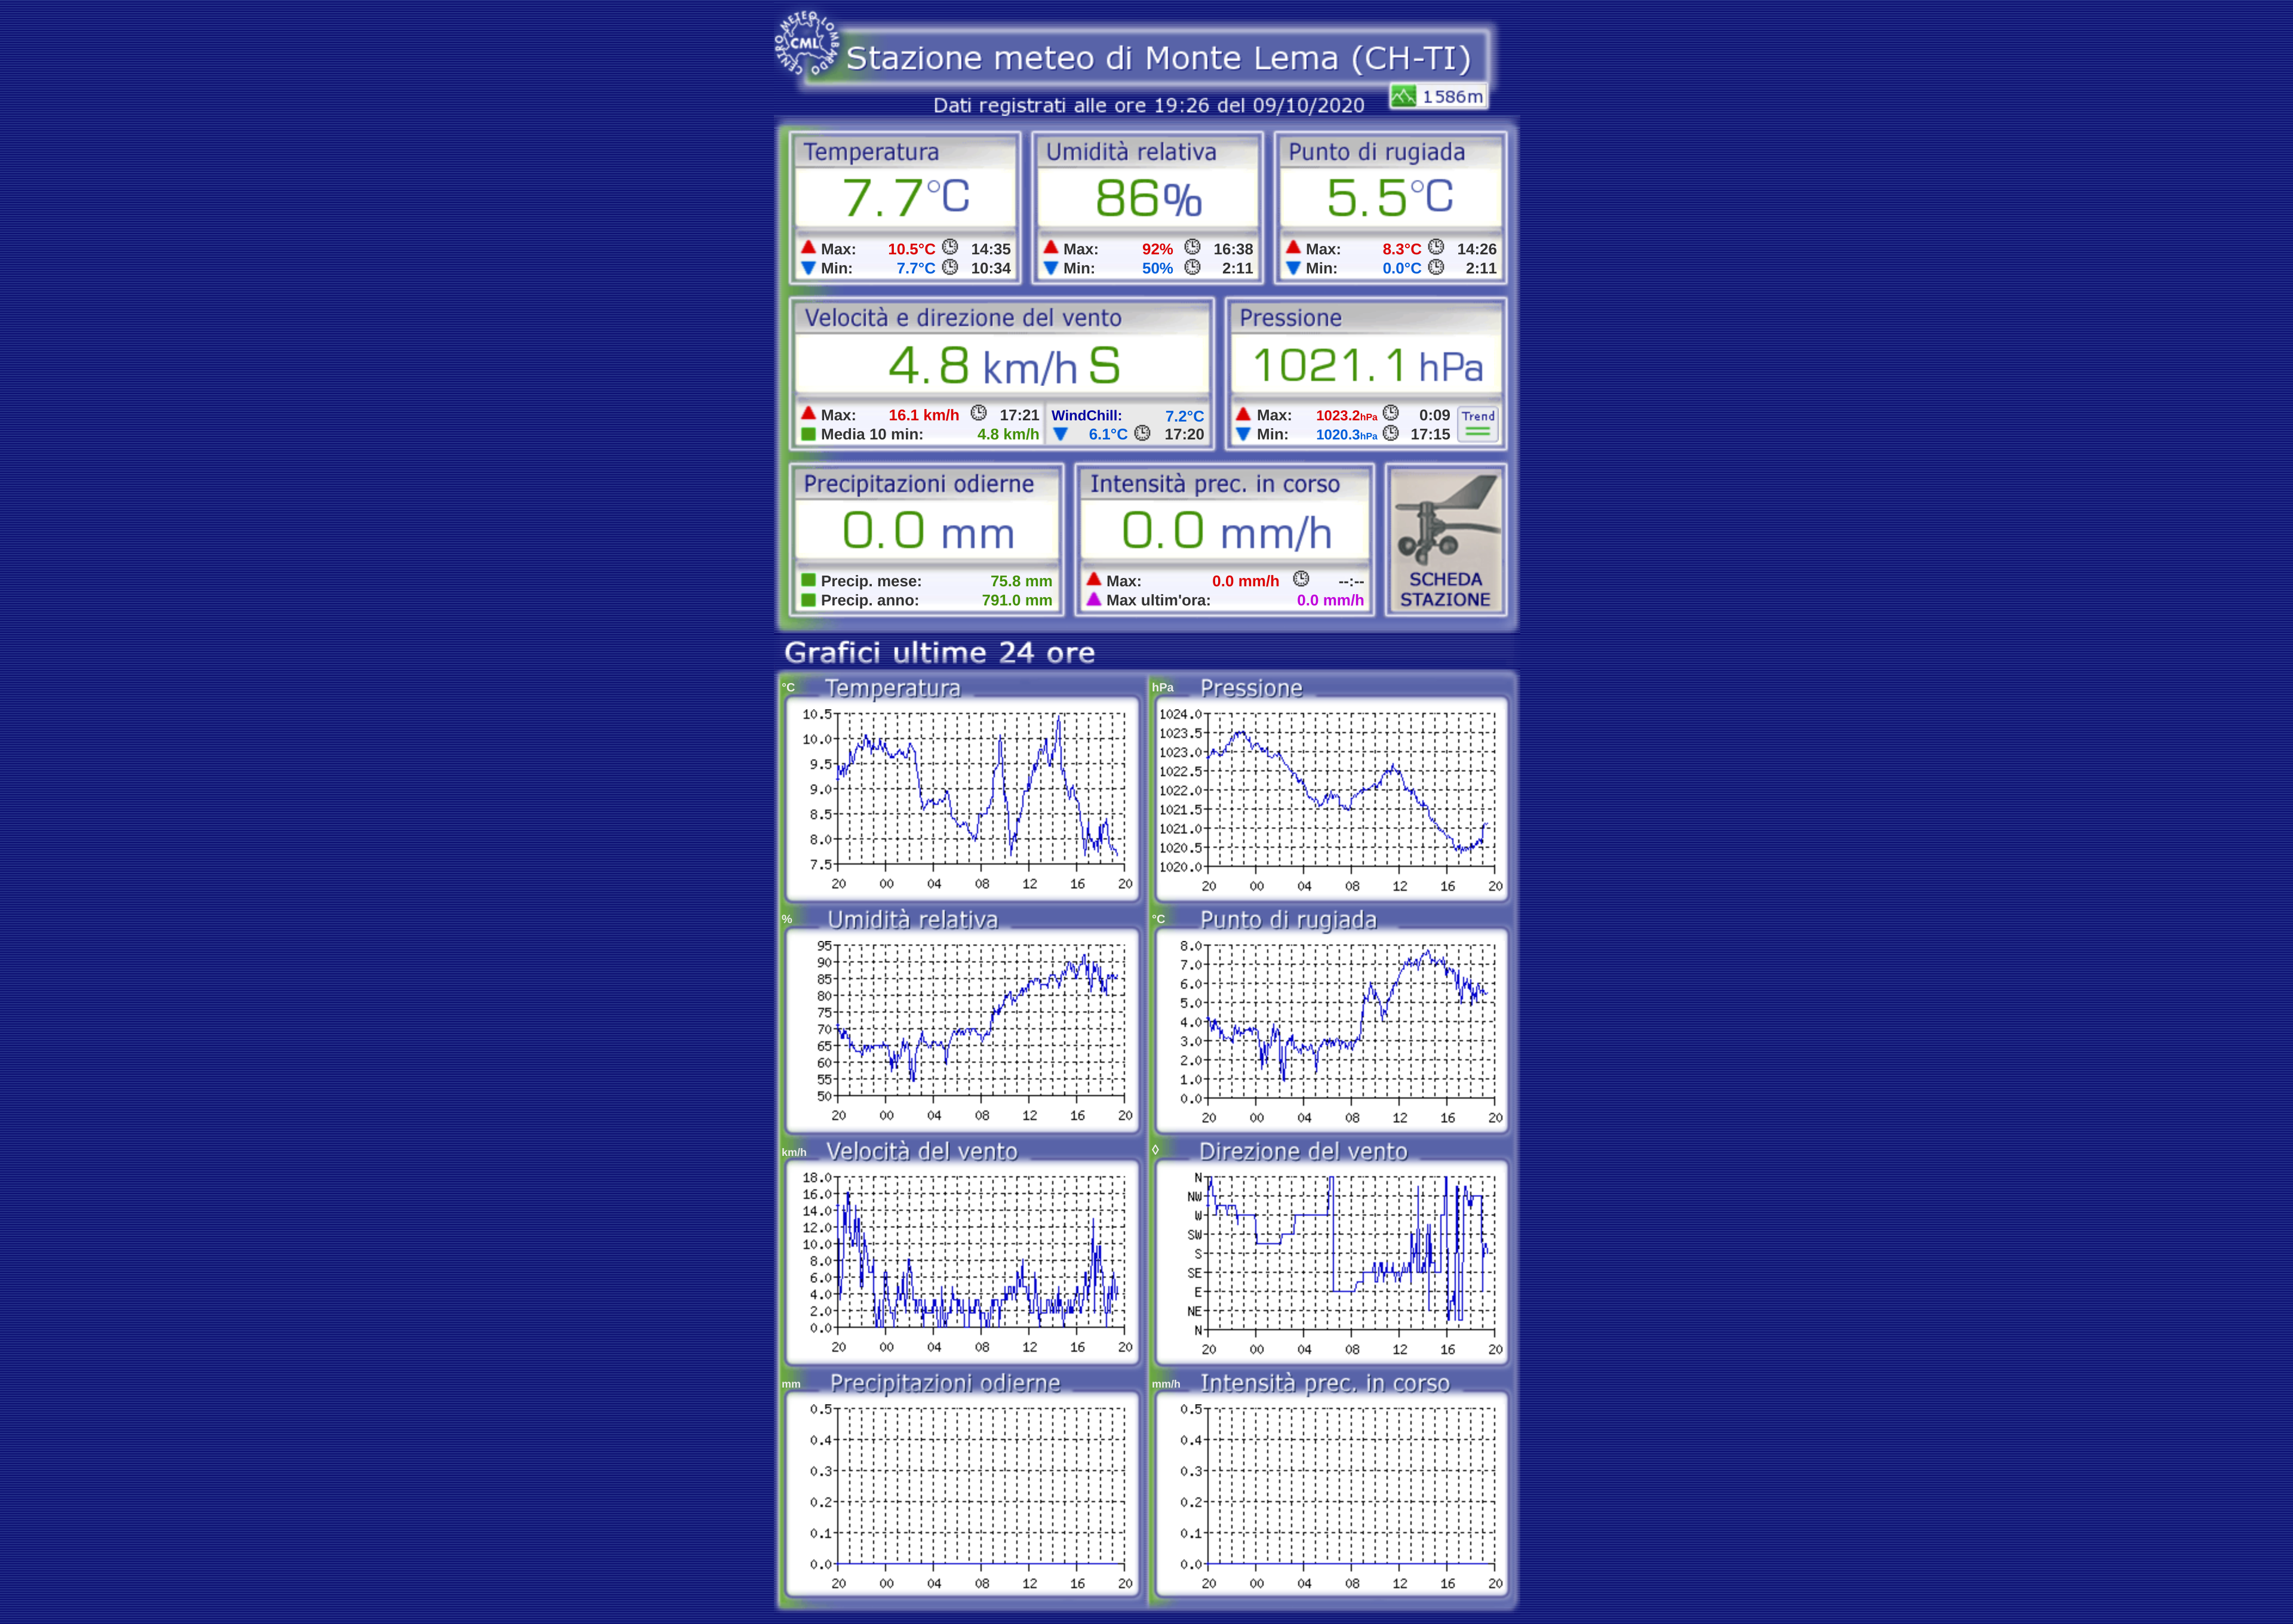 CENTRO METEO LOMBARDO
CML
Stazione meteo di Monte Lema (CH-TI)
1586m
Dati registrati alle ore 19:26 del 09/10/2020
Temperatura
7.7°C
Max: 10.5°C 14:35
Min: 7.7°C 10:34
Umidità relativa
86%
Max: 92% 16:38
Min: 50% 2:11
Punto di rugiada
5.5°C
Max: 8.3°C 14:26
Min: 0.0°C 2:11
Velocità e direzione del vento
4.8 km/h S
Max: 16.1 km/h 17:21
Media 10 min: 4.8 km/h
WindChill: 7.2°C
6.1°C 17:20
Pressione
1021.1 hPa
Max: 1023.2hPa 0:09
Min: 1020.3hPa 17:15
Trend
Precipitazioni odierne
0.0 mm
Precip. mese: 75.8 mm
Precip. anno: 791.0 mm
Intensità prec. in corso
0.0 mm/h
Max: 0.0 mm/h --:--
Max ultim'ora: 0.0 mm/h
SCHEDA
STAZIONE
Grafici ultime 24 ore
°C Temperatura
10.5
10.0
9.5
9.0
8.5
8.0
7.5
20 00 04 08 12 16 20
hPa Pressione
1024.0
1023.5
1023.0
1022.5
1022.0
1021.5
1021.0
1020.5
1020.0
20 00 04 08 12 16 20
% Umidità relativa
95
90
85
80
75
70
65
60
55
50
20 00 04 08 12 16 20
°C Punto di rugiada
8.0
7.0
6.0
5.0
4.0
3.0
2.0
1.0
0.0
20 00 04 08 12 16 20
km/h Velocità del vento
18.0
16.0
14.0
12.0
10.0
8.0
6.0
4.0
2.0
0.0
20 00 04 08 12 16 20
◊ Direzione del vento
N
NW
W
SW
S
SE
E
NE
N
20 00 04 08 12 16 20
mm Precipitazioni odierne
0.5
0.4
0.3
0.2
0.1
0.0
20 00 04 08 12 16 20
mm/h Intensità prec. in corso
0.5
0.4
0.3
0.2
0.1
0.0
20 00 04 08 12 16 20